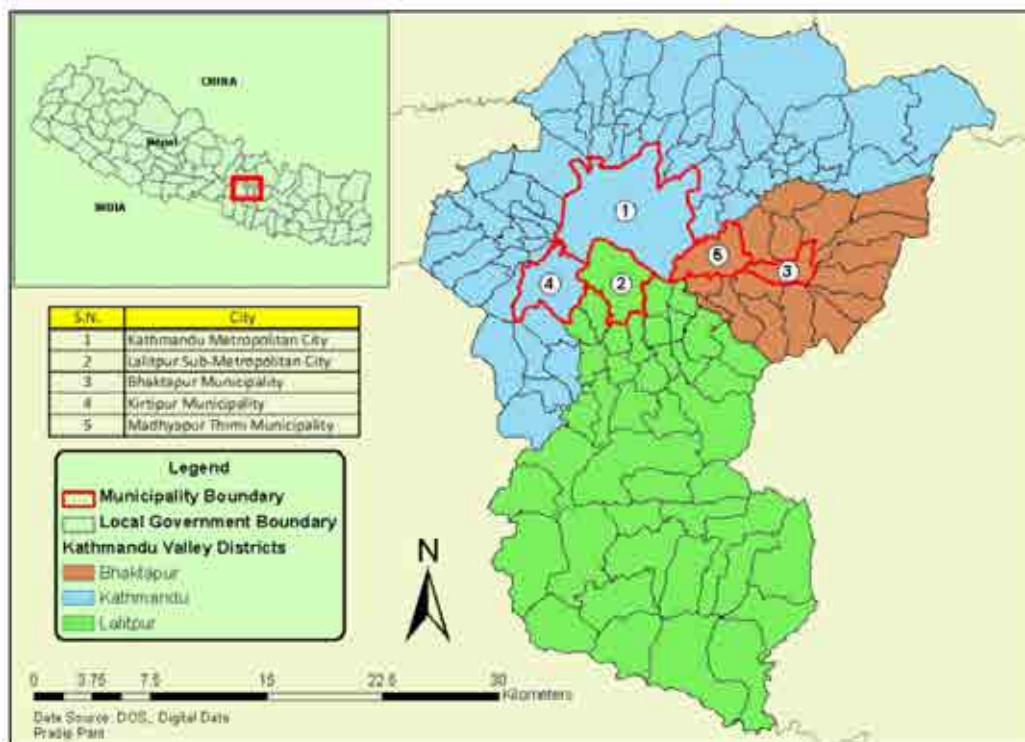 CHINA
Nepal
INDIA
1
5
3
4
2
S.N. City
1 Kathmandu Metropolitan City
2 Lalitpur Sub-Metropolitan City
3 Bhaktapur Municipality
4 Kirtipur Municipality
5 Madhyapur Thimi Municipality
Legend
Municipality Boundary
Local Government Boundary
Kathmandu Valley Districts
Bhaktapur
Kathmandu
Lalitpur
N
0 3.75 7.5 15 22.5 30
Kilometers
Data Source: DOS, Digital Data
Pradip Pant